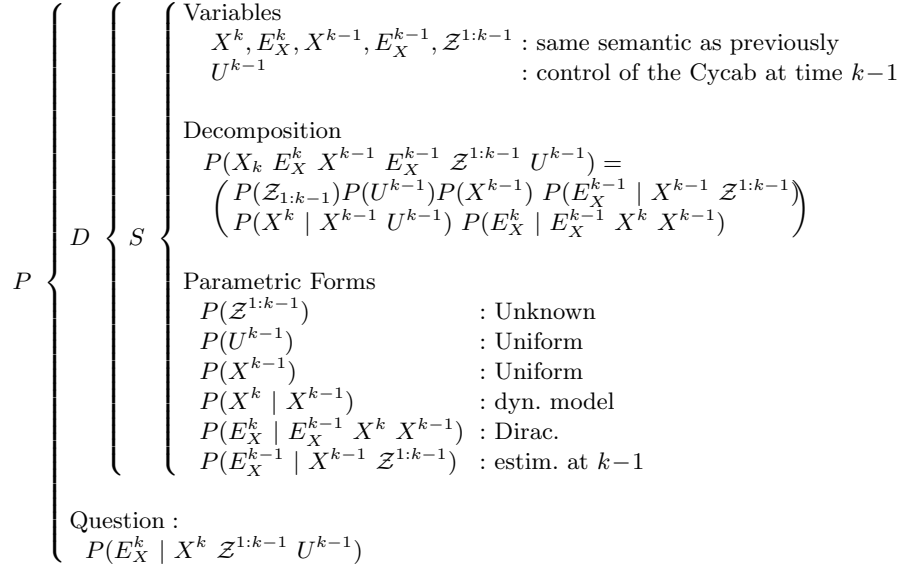 Variables
X^k, E_X^k, X^{k−1}, E_X^{k−1}, 𝒵^{1:k−1} : same semantic as previously
U^{k−1} : control of the Cycab at time k−1
Decomposition
P(X_k E_X^k X^{k−1} E_X^{k−1} 𝒵^{1:k−1} U^{k−1}) =
( P(𝒵_{1:k−1})P(U^{k−1})P(X^{k−1}) P(E_X^{k−1} | X^{k−1} 𝒵^{1:k−1})
P(X^k | X^{k−1} U^{k−1}) P(E_X^k | E_X^{k−1} X^k X^{k−1}) )
P { D { S {
Parametric Forms
P(𝒵^{1:k−1}) : Unknown
P(U^{k−1}) : Uniform
P(X^{k−1}) : Uniform
P(X^k | X^{k−1}) : dyn. model
P(E_X^k | E_X^{k−1} X^k X^{k−1}) : Dirac.
P(E_X^{k−1} | X^{k−1} 𝒵^{1:k−1}) : estim. at k−1
Question :
P(E_X^k | X^k 𝒵^{1:k−1} U^{k−1})